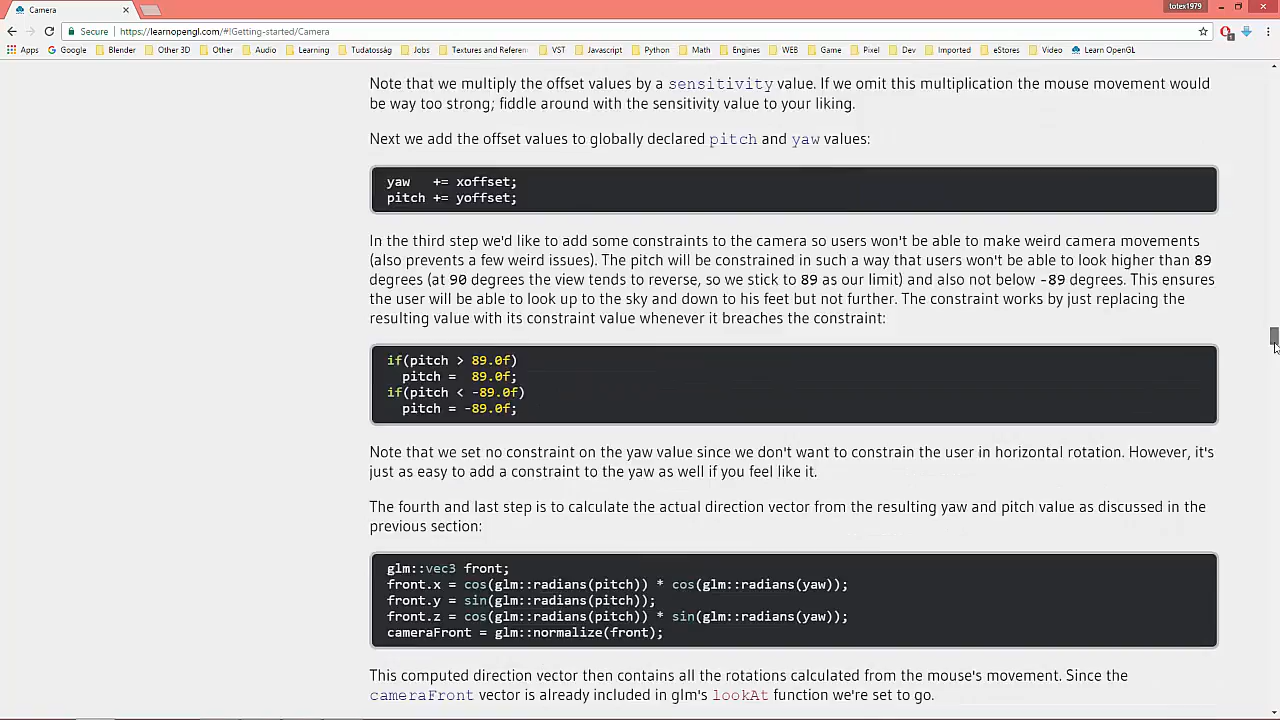 Camera
totex1979
Secure https://learnopengl.com/#!Getting-started/Camera
Apps Google Blender Other 3D Other Audio Learning Tudatosság Jobs Textures and Referen VST Javascript Python Math Engines WEB Game Pixel Dev Imported eStores Video Learn OpenGL
Note that we multiply the offset values by a sensitivity value. If we omit this multiplication the mouse movement would
be way too strong; fiddle around with the sensitivity value to your liking.
Next we add the offset values to globally declared pitch and yaw values:
yaw   += xoffset;
pitch += yoffset;
In the third step we'd like to add some constraints to the camera so users won't be able to make weird camera movements
(also prevents a few weird issues). The pitch will be constrained in such a way that users won't be able to look higher than 89
degrees (at 90 degrees the view tends to reverse, so we stick to 89 as our limit) and also not below -89 degrees. This ensures
the user will be able to look up to the sky and down to his feet but not further. The constraint works by just replacing the
resulting value with its constraint value whenever it breaches the constraint:
if(pitch > 89.0f)
  pitch =  89.0f;
if(pitch < -89.0f)
  pitch = -89.0f;
Note that we set no constraint on the yaw value since we don't want to constrain the user in horizontal rotation. However, it's
just as easy to add a constraint to the yaw as well if you feel like it.
The fourth and last step is to calculate the actual direction vector from the resulting yaw and pitch value as discussed in the
previous section:
glm::vec3 front;
front.x = cos(glm::radians(pitch)) * cos(glm::radians(yaw));
front.y = sin(glm::radians(pitch));
front.z = cos(glm::radians(pitch)) * sin(glm::radians(yaw));
cameraFront = glm::normalize(front);
This computed direction vector then contains all the rotations calculated from the mouse's movement. Since the
cameraFront vector is already included in glm's lookAt function we're set to go.